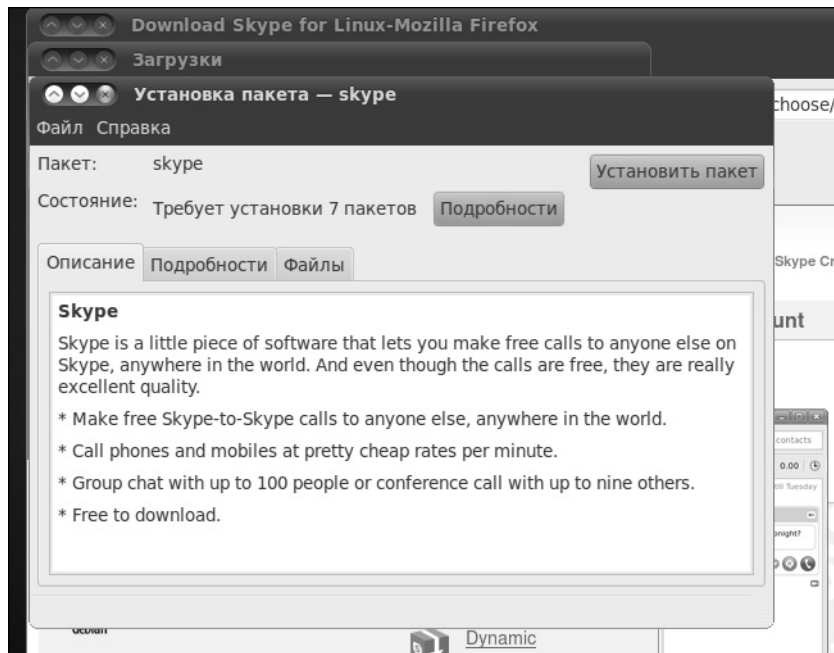 Download Skype for Linux-Mozilla Firefox
Загрузки
Установка пакета — skype
choose/
Файл Справка
Пакет: skype
Установить пакет
Состояние: Требует установки 7 пакетов Подробности
Описание Подробности Файлы
Skype Cr
Skype
unt
Skype is a little piece of software that lets you make free calls to anyone else on
Skype, anywhere in the world. And even though the calls are free, they are really
excellent quality.
* Make free Skype-to-Skype calls to anyone else, anywhere in the world.
contacts
* Call phones and mobiles at pretty cheap rates per minute.
0.00
* Group chat with up to 100 people or conference call with up to nine others.
till Tuesday
* Free to download.
onight?
debian
Dynamic